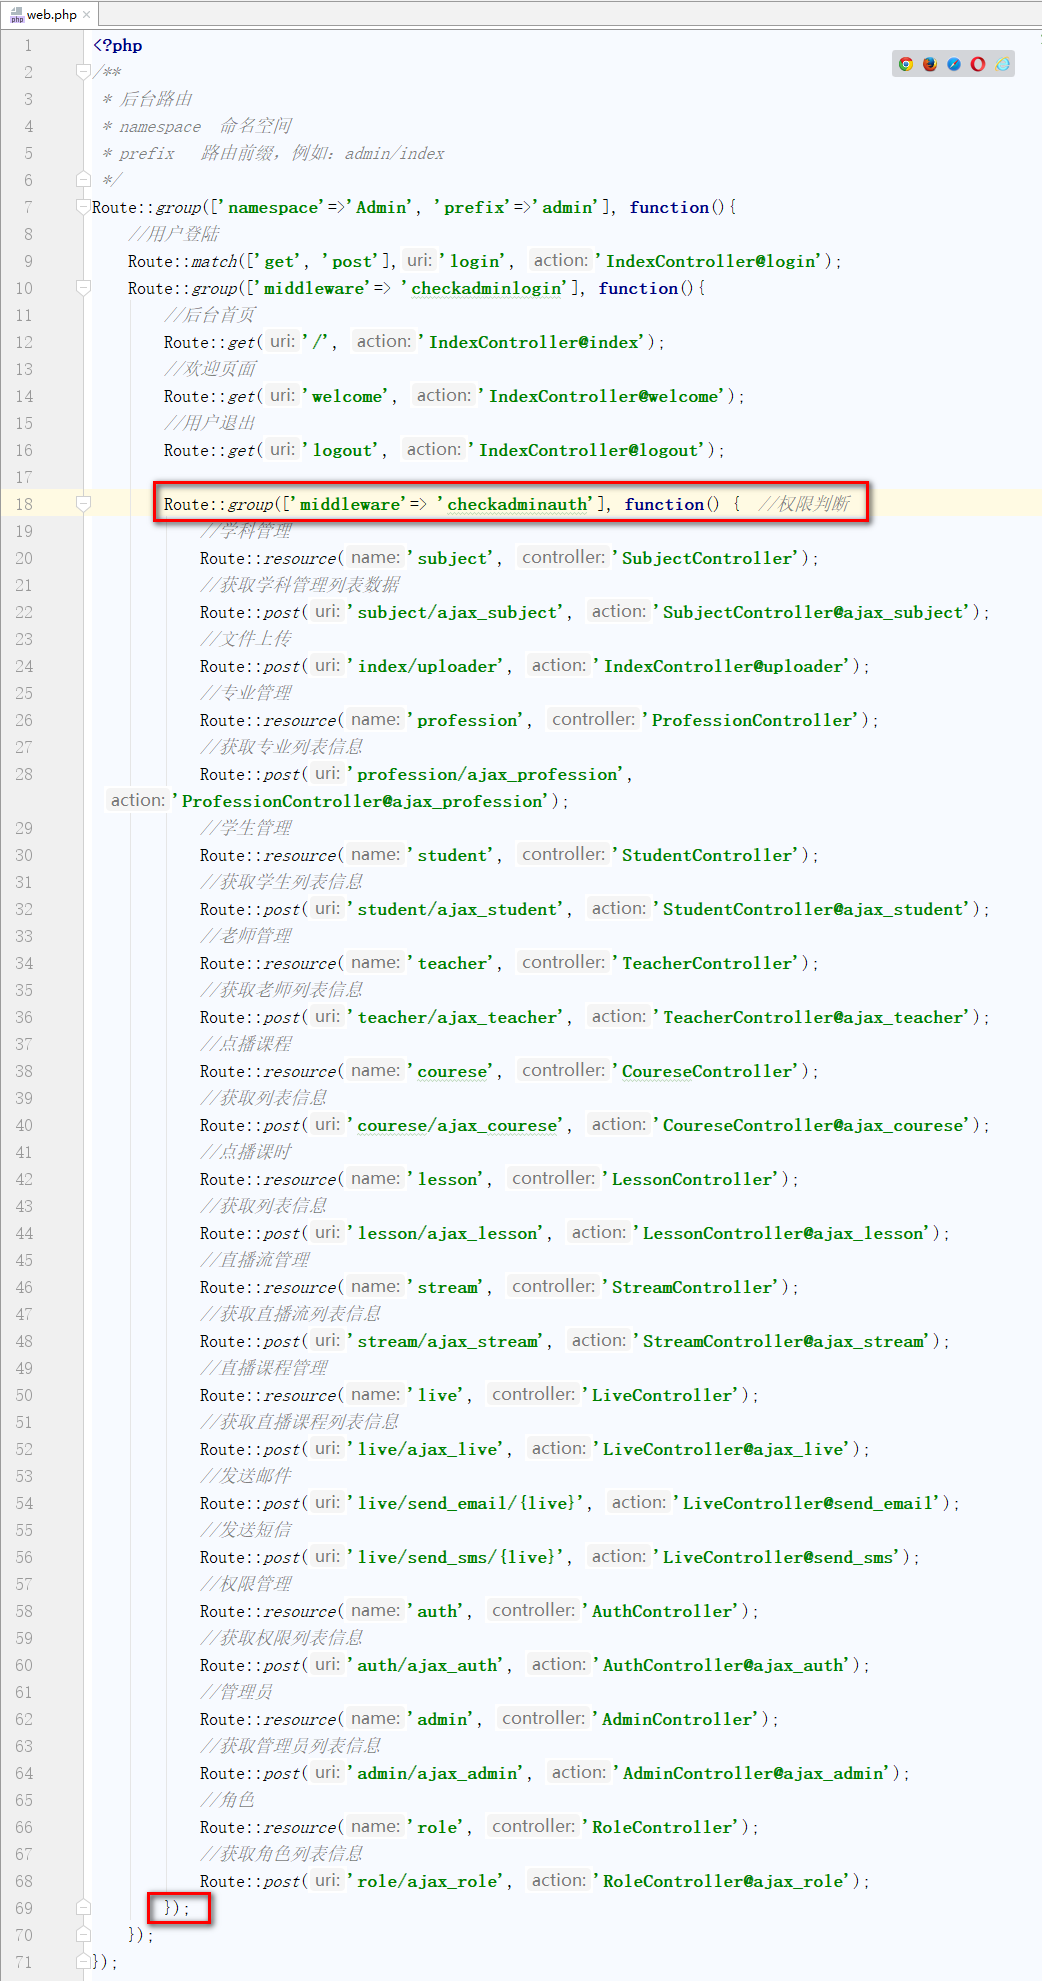 web.php
1 <?php
2 /**
3 * 后台路由
4 * namespace 命名空间
5 * prefix 路由前缀，例如：admin/index
6 */
7 Route::group(['namespace'=>'Admin', 'prefix'=>'admin'], function(){
8 //用户登陆
9 Route::match(['get', 'post'], uri: 'login', action: 'IndexController@login');
10 Route::group(['middleware'=> 'checkadminlogin'], function(){
11 //后台首页
12 Route::get( uri: '/', action: 'IndexController@index');
13 //欢迎页面
14 Route::get( uri: 'welcome', action: 'IndexController@welcome');
15 //用户退出
16 Route::get( uri: 'logout', action: 'IndexController@logout');
17
18 Route::group(['middleware'=> 'checkadminauth'], function() { //权限判断
19 //学科管理
20 Route::resource( name: 'subject', controller: 'SubjectController');
21 //获取学科管理列表数据
22 Route::post( uri: 'subject/ajax_subject', action: 'SubjectController@ajax_subject');
23 //文件上传
24 Route::post( uri: 'index/uploader', action: 'IndexController@uploader');
25 //专业管理
26 Route::resource( name: 'profession', controller: 'ProfessionController');
27 //获取专业列表信息
28 Route::post( uri: 'profession/ajax_profession',
action: 'ProfessionController@ajax_profession');
29 //学生管理
30 Route::resource( name: 'student', controller: 'StudentController');
31 //获取学生列表信息
32 Route::post( uri: 'student/ajax_student', action: 'StudentController@ajax_student');
33 //老师管理
34 Route::resource( name: 'teacher', controller: 'TeacherController');
35 //获取老师列表信息
36 Route::post( uri: 'teacher/ajax_teacher', action: 'TeacherController@ajax_teacher');
37 //点播课程
38 Route::resource( name: 'courese', controller: 'CoureseController');
39 //获取列表信息
40 Route::post( uri: 'courese/ajax_courese', action: 'CoureseController@ajax_courese');
41 //点播课时
42 Route::resource( name: 'lesson', controller: 'LessonController');
43 //获取列表信息
44 Route::post( uri: 'lesson/ajax_lesson', action: 'LessonController@ajax_lesson');
45 //直播流管理
46 Route::resource( name: 'stream', controller: 'StreamController');
47 //获取直播流列表信息
48 Route::post( uri: 'stream/ajax_stream', action: 'StreamController@ajax_stream');
49 //直播课程管理
50 Route::resource( name: 'live', controller: 'LiveController');
51 //获取直播课程列表信息
52 Route::post( uri: 'live/ajax_live', action: 'LiveController@ajax_live');
53 //发送邮件
54 Route::post( uri: 'live/send_email/{live}', action: 'LiveController@send_email');
55 //发送短信
56 Route::post( uri: 'live/send_sms/{live}', action: 'LiveController@send_sms');
57 //权限管理
58 Route::resource( name: 'auth', controller: 'AuthController');
59 //获取权限列表信息
60 Route::post( uri: 'auth/ajax_auth', action: 'AuthController@ajax_auth');
61 //管理员
62 Route::resource( name: 'admin', controller: 'AdminController');
63 //获取管理员列表信息
64 Route::post( uri: 'admin/ajax_admin', action: 'AdminController@ajax_admin');
65 //角色
66 Route::resource( name: 'role', controller: 'RoleController');
67 //获取角色列表信息
68 Route::post( uri: 'role/ajax_role', action: 'RoleController@ajax_role');
69 });
70 });
71 });